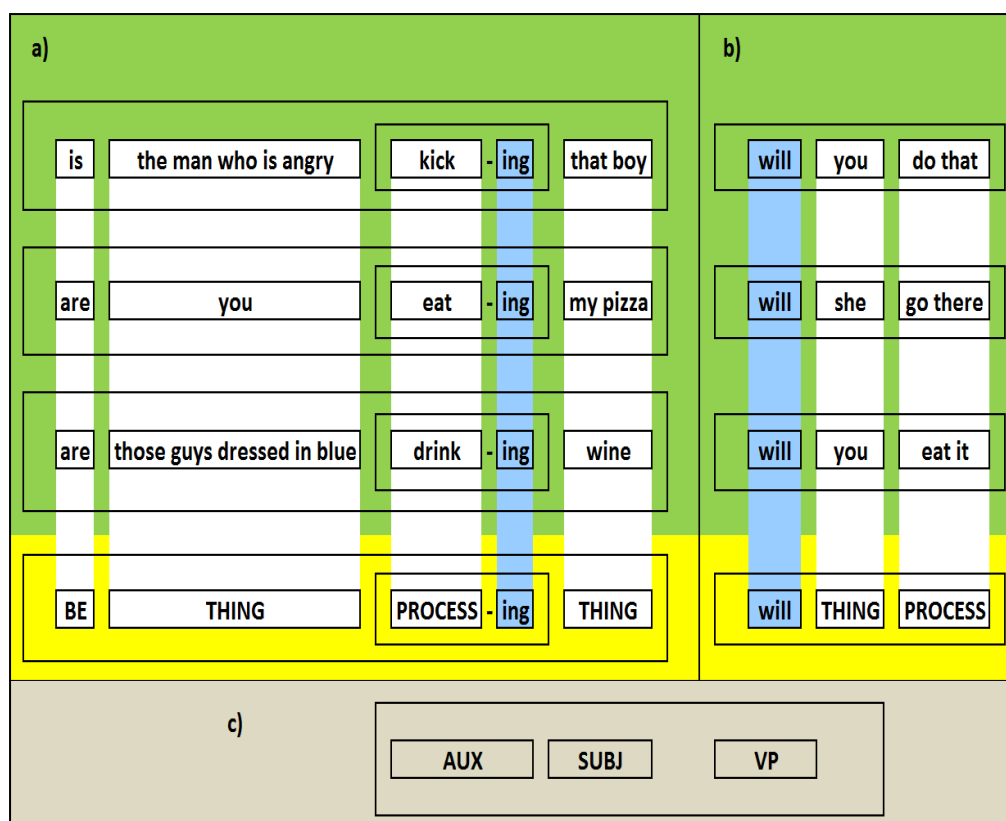 a)
is the man who is angry kick - ing that boy
are you eat - ing my pizza
are those guys dressed in blue drink - ing wine
BE THING PROCESS - ing THING
b)
will you do that
will she go there
will you eat it
will THING PROCESS
c)
AUX SUBJ VP